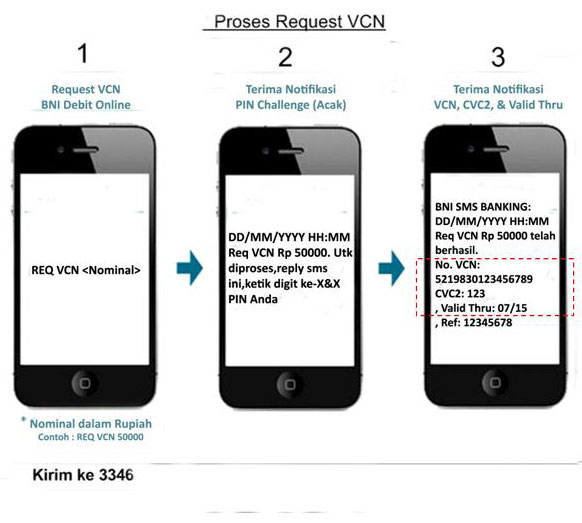 Proses Request VCN
1
Request VCN
BNI Debit Online
REQ VCN <Nominal>
* Nominal dalam Rupiah
Contoh : REQ VCN 50000
2
Terima Notifikasi
PIN Challenge (Acak)
DD/MM/YYYY HH:MM
Req VCN Rp 50000. Utk
diproses,reply sms
ini,ketik digit ke-X&X
PIN Anda
3
Terima Notifikasi
VCN, CVC2, & Valid Thru
BNI SMS BANKING:
DD/MM/YYYY HH:MM
Req VCN Rp 50000 telah
berhasil.
No. VCN:
5219830123456789
CVC2: 123
, Valid Thru: 07/15
, Ref: 12345678
Kirim ke 3346